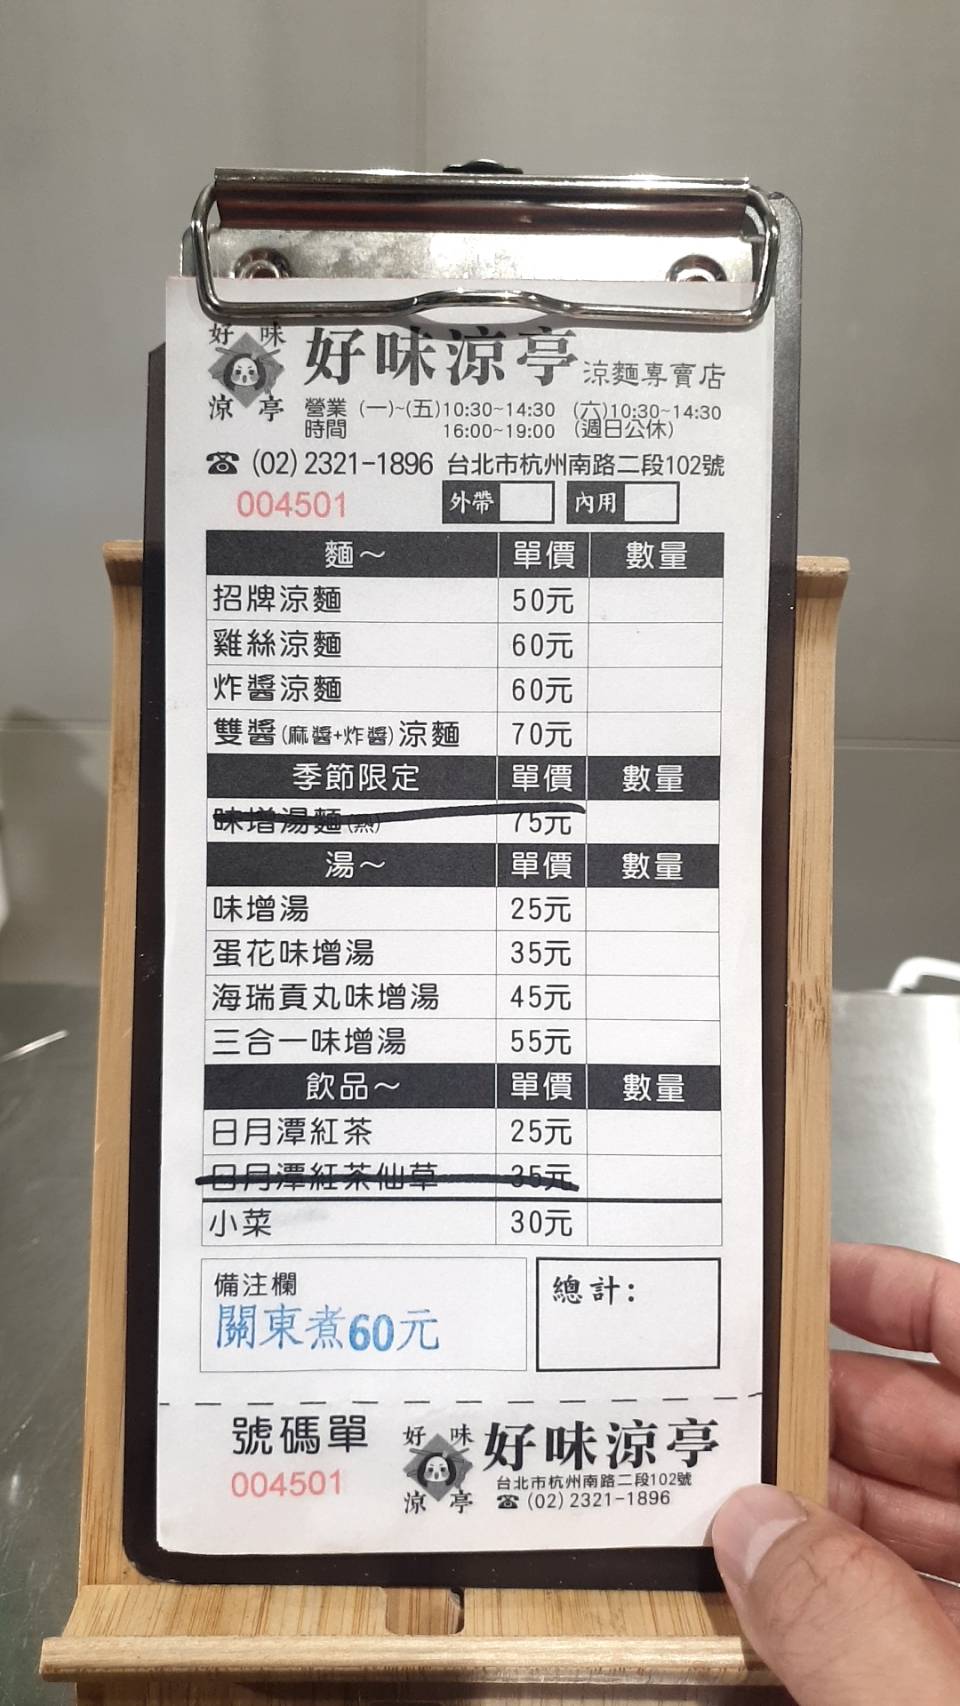 好味
涼亭
好味涼亭 涼麵專賣店
營業時間 (一)~(五)10:30~14:30 (六)10:30~14:30
16:00~19:00 (週日公休)
☎ (02) 2321-1896 台北市杭州南路二段102號
004501 外帶 內用
麵～ 單價 數量
招牌涼麵 50元
雞絲涼麵 60元
炸醬涼麵 60元
雙醬(麻醬+炸醬)涼麵 70元
季節限定 單價 數量
味增湯麵(熱) 75元
湯～ 單價 數量
味增湯 25元
蛋花味增湯 35元
海瑞貢丸味增湯 45元
三合一味增湯 55元
飲品～ 單價 數量
日月潭紅茶 25元
日月潭紅茶仙草 35元
小菜 30元
備注欄 總計:
關東煮60元
號碼單 好味涼亭 好味涼亭
004501 台北市杭州南路二段102號
☎ (02) 2321-1896